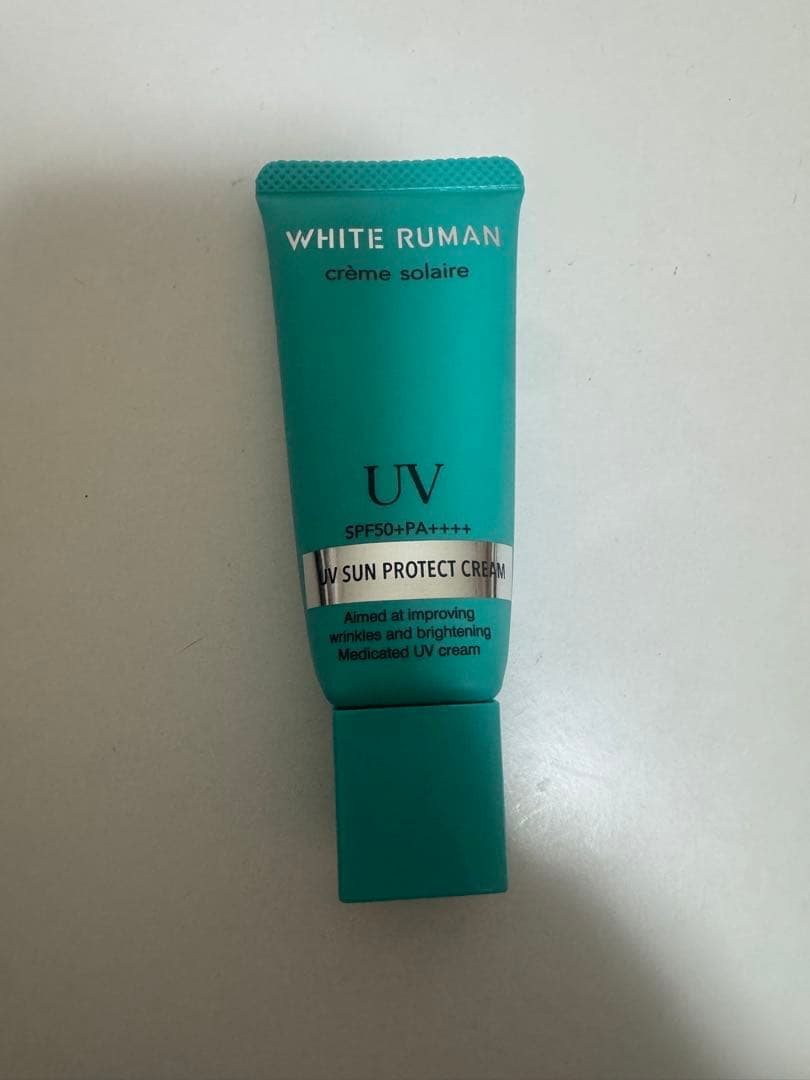 WHITE RUMAN
crème solaire
UV
SPF50+PA++++
UV SUN PROTECT CREAM
Aimed at improving
wrinkles and brightening
Medicated UV cream